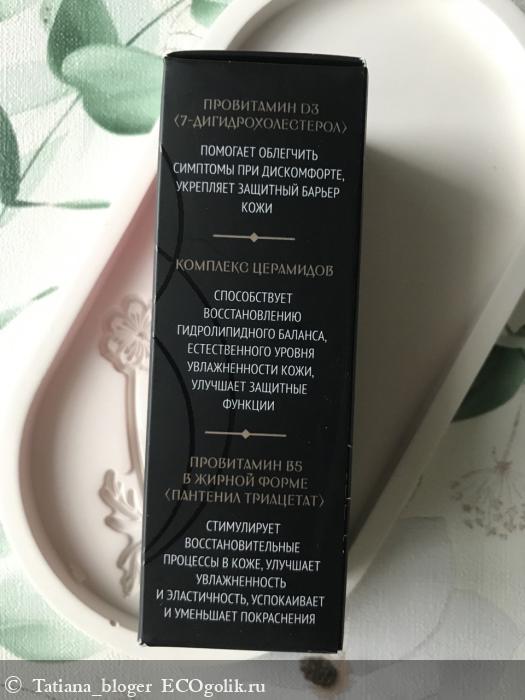 ПРОВИТАМИН D3
(7-ДИГИДРОХОЛЕСТЕРОЛ)
ПОМОГАЕТ ОБЛЕГЧИТЬ
СИМПТОМЫ ПРИ ДИСКОМФОРТЕ,
УКРЕПЛЯЕТ ЗАЩИТНЫЙ БАРЬЕР
КОЖИ
КОМПЛЕКС ЦЕРАМИДОВ
СПОСОБСТВУЕТ
ВОССТАНОВЛЕНИЮ
ГИДРОЛИПИДНОГО БАЛАНСА,
ЕСТЕСТВЕННОГО УРОВНЯ
УВЛАЖНЕННОСТИ КОЖИ,
УЛУЧШАЕТ ЗАЩИТНЫЕ
ФУНКЦИИ
ПРОВИТАМИН B5
В ЖИРНОЙ ФОРМЕ
(ПАНТЕНИЛ ТРИАЦЕТАТ)
СТИМУЛИРУЕТ
ВОССТАНОВИТЕЛЬНЫЕ
ПРОЦЕССЫ В КОЖЕ, УЛУЧШАЕТ
УВЛАЖНЕННОСТЬ
И ЭЛАСТИЧНОСТЬ, УСПОКАИВАЕТ
И УМЕНЬШАЕТ ПОКРАСНЕНИЯ
© Tatiana_bloger ECOgolik.ru